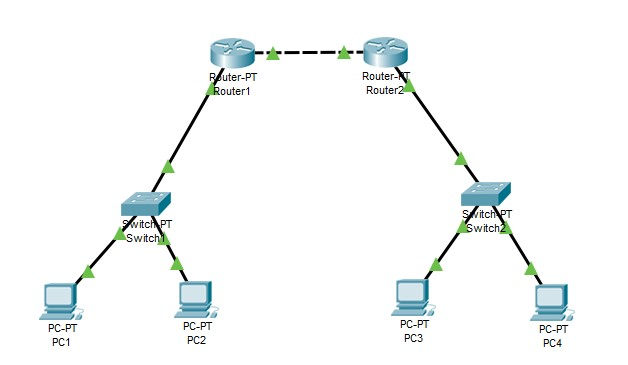 Router-PT
Router1
Router-PT
Router2
Switch-PT
Switch1
Switch-PT
Switch2
PC-PT
PC1
PC-PT
PC2
PC-PT
PC3
PC-PT
PC4